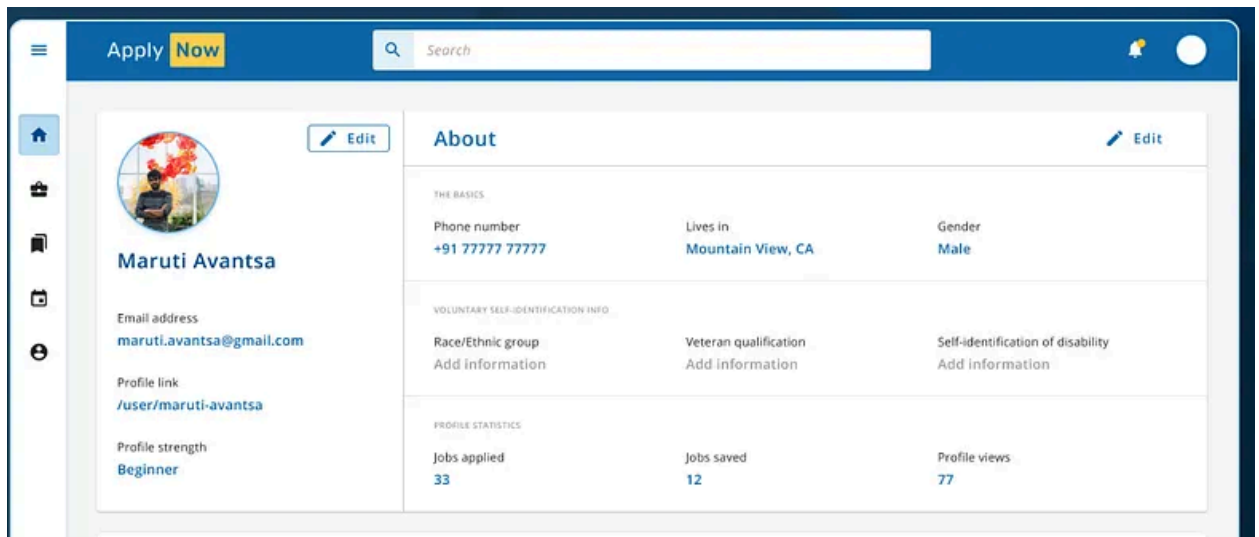 Apply Now
Search
Edit
Maruti Avantsa
Email address
maruti.avantsa@gmail.com
Profile link
/user/maruti-avantsa
Profile strength
Beginner
About
Edit
THE BASICS
Phone number
+91 77777 77777
Lives in
Mountain View, CA
Gender
Male
VOLUNTARY SELF-IDENTIFICATION INFO
Race/Ethnic group
Add information
Veteran qualification
Add information
Self-identification of disability
Add information
PROFILE STATISTICS
Jobs applied
33
Jobs saved
12
Profile views
77